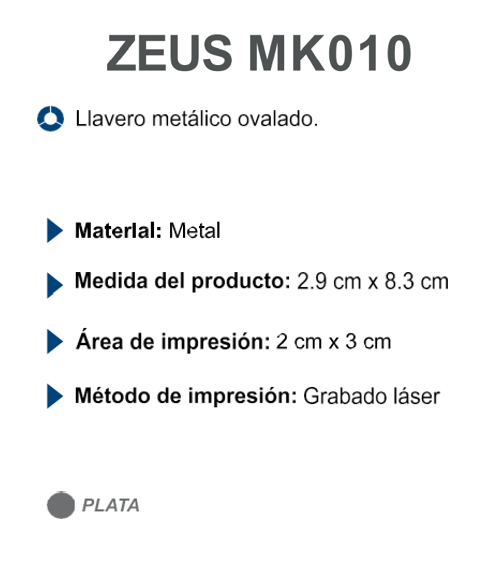 ZEUS MK010
Llavero metálico ovalado.
Materlal: Metal
Medida del producto: 2.9 cm x 8.3 cm
Área de impresión: 2 cm x 3 cm
Método de impresión: Grabado láser
PLATA